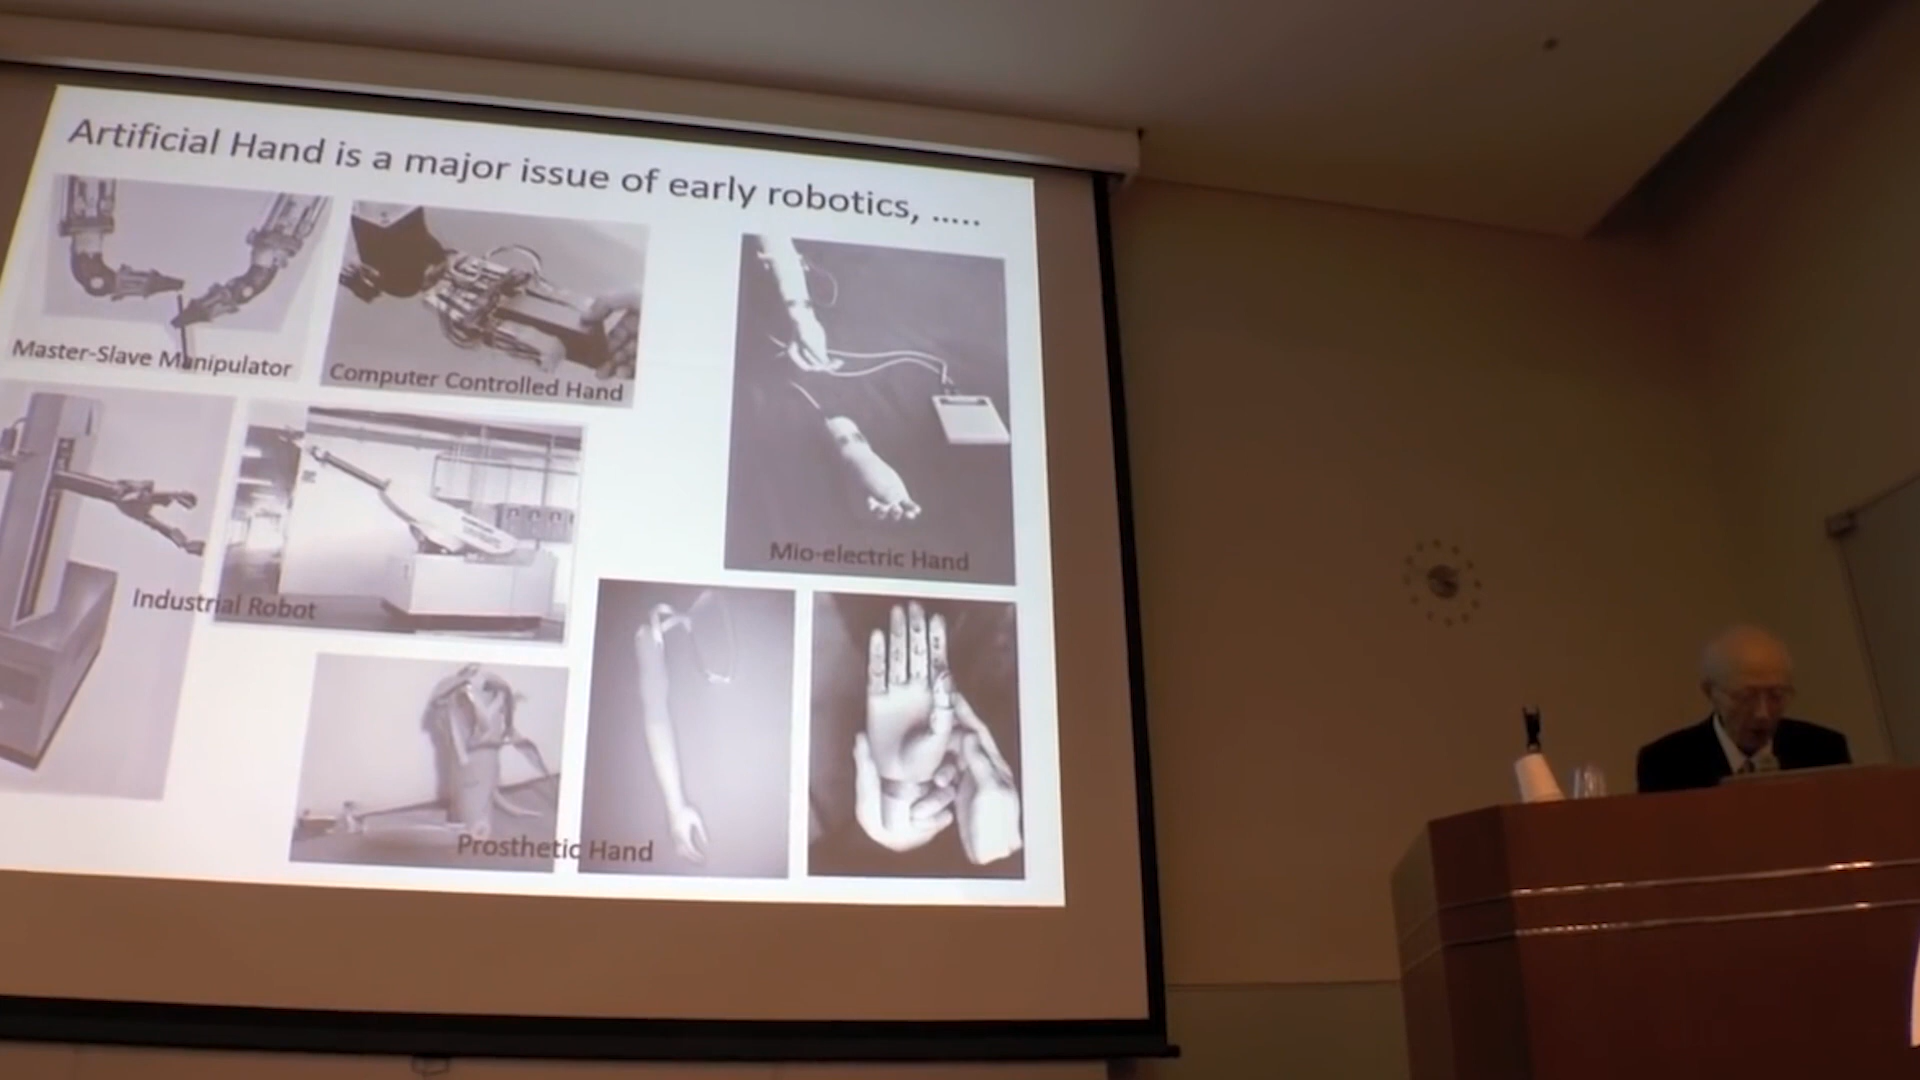 Artificial Hand is a major issue of early robotics, .....
Master-Slave Manipulator
Computer Controlled Hand
Mio-electric Hand
Industrial Robot
Prosthetic Hand